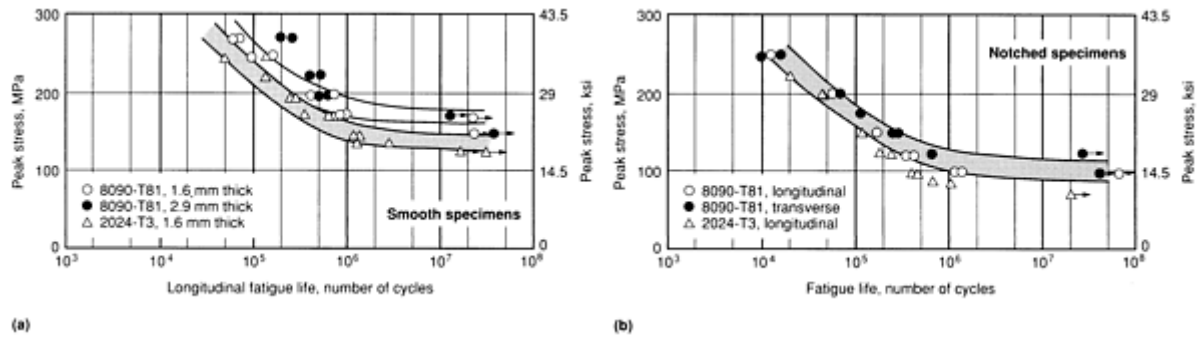 300
200
100
0
Peak stress, MPa
43.5
29
14.5
0
Peak stress, ksi
8090-T81, 1.6 mm thick
8090-T81, 2.9 mm thick
2024-T3, 1.6 mm thick
Smooth specimens
10³ 10⁴ 10⁵ 10⁶ 10⁷ 10⁸
Longitudinal fatigue life, number of cycles
(a)
300
200
100
0
Peak stress, MPa
43.5
29
14.5
0
Peak stress, ksi
Notched specimens
8090-T81, longitudinal
8090-T81, transverse
2024-T3, longitudinal
10³ 10⁴ 10⁵ 10⁶ 10⁷ 10⁸
Fatigue life, number of cycles
(b)